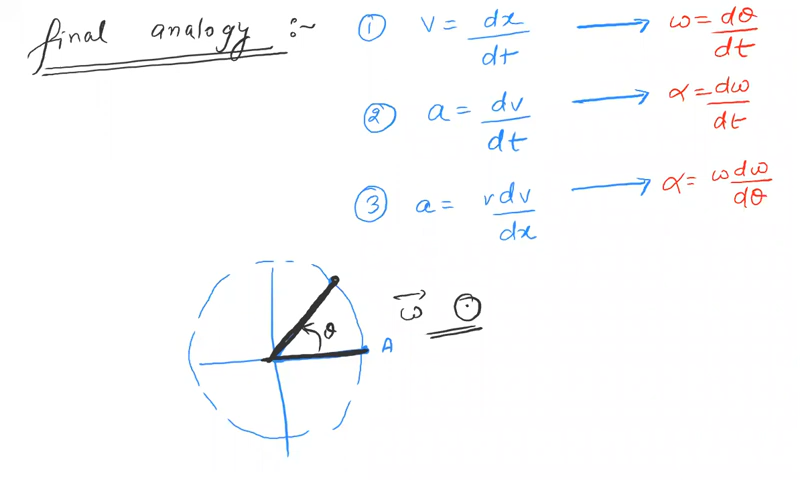 final analogy :~
① v = dx/dt → ω = dθ/dt
② a = dv/dt → α = dω/dt
③ a = vdv/dx → α = ωdω/dθ
θ
A
ω⃗ ⊙